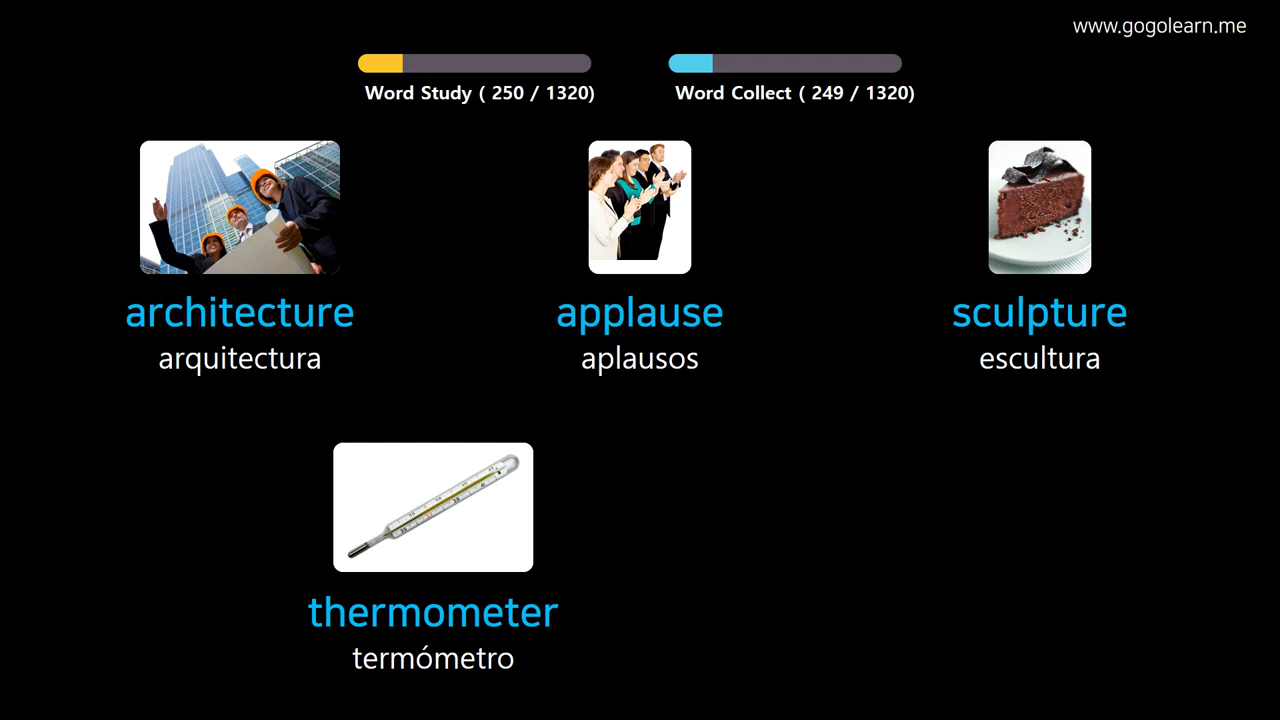 www.gogolearn.me
Word Study ( 250 / 1320)
Word Collect ( 249 / 1320)
architecture
applause
sculpture
arquitectura
aplausos
escultura
thermometer
termómetro